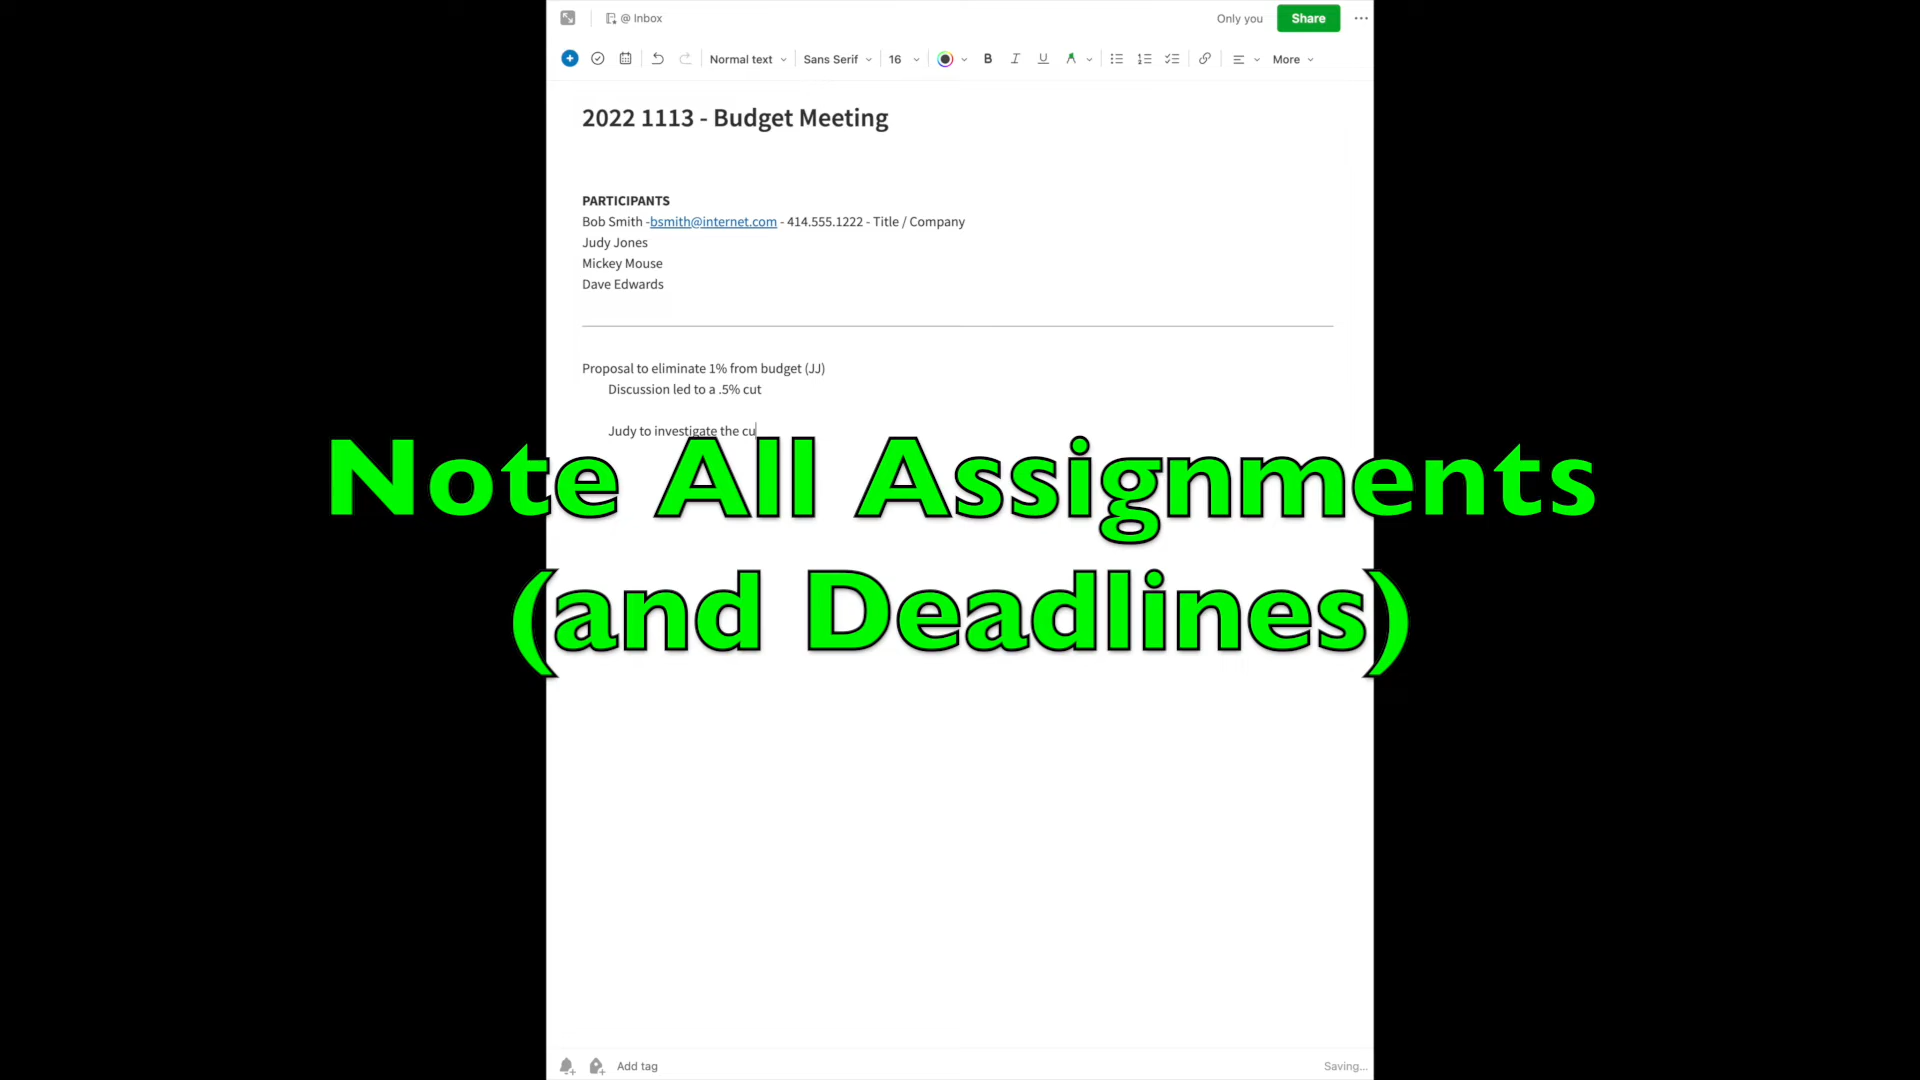 @ Inbox
Only you
Share
Normal text
Sans Serif
16
B
I
U
More
2022 1113 - Budget Meeting
PARTICIPANTS
Bob Smith -bsmith@internet.com - 414.555.1222 - Title / Company
Judy Jones
Mickey Mouse
Dave Edwards
Proposal to eliminate 1% from budget (JJ)
Discussion led to a .5% cut
Judy to investigate the cu
Note All Assignments
(and Deadlines)
Add tag
Saving...